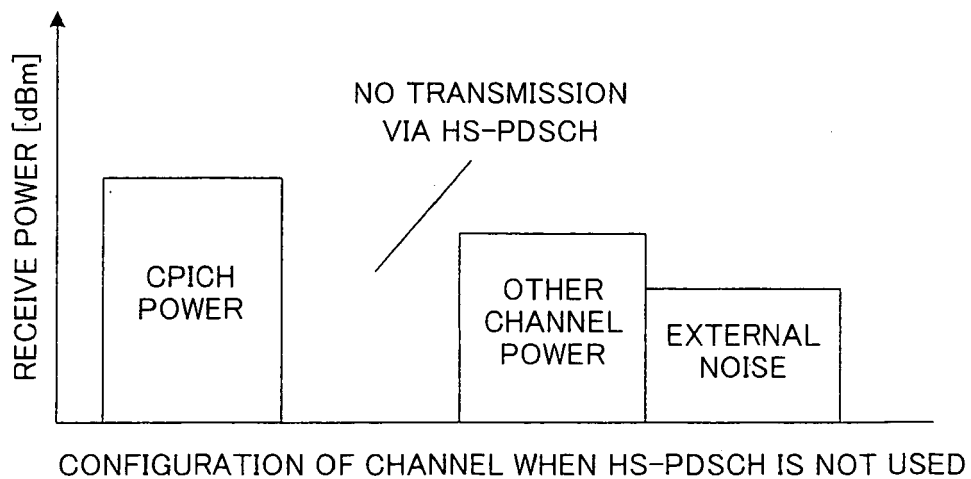 RECEIVE POWER [dBm]
NO TRANSMISSION
VIA HS-PDSCH
CPICH
POWER
OTHER
CHANNEL
POWER
EXTERNAL
NOISE
CONFIGURATION OF CHANNEL WHEN HS-PDSCH IS NOT USED